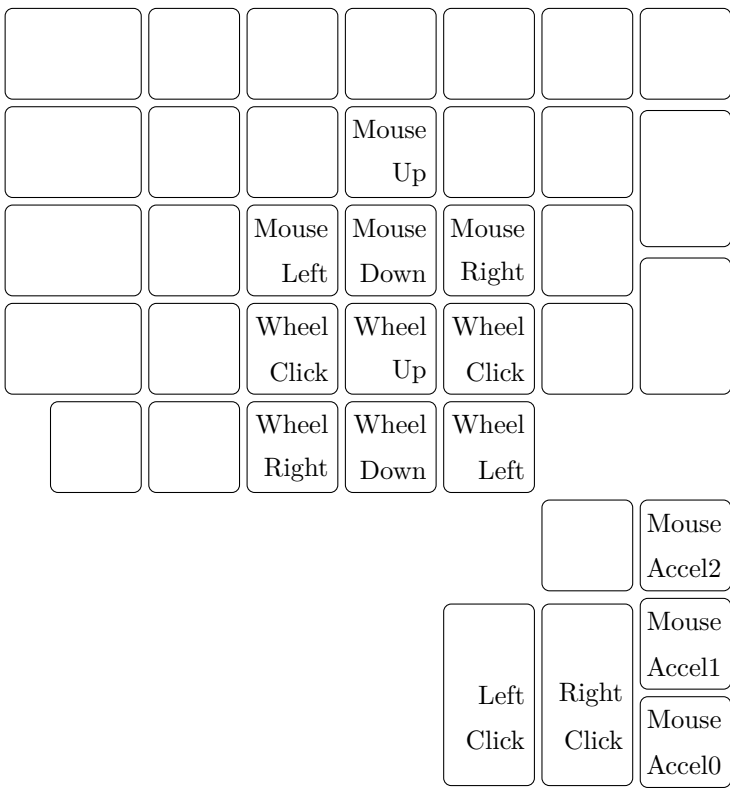 Mouse
Up
Mouse Mouse Mouse
Left Down Right
Wheel Wheel Wheel
Click Up Click
Wheel Wheel Wheel
Right Down Left
Mouse
Accel2
Mouse
Accel1
Left Right
Click Click
Mouse
Accel0